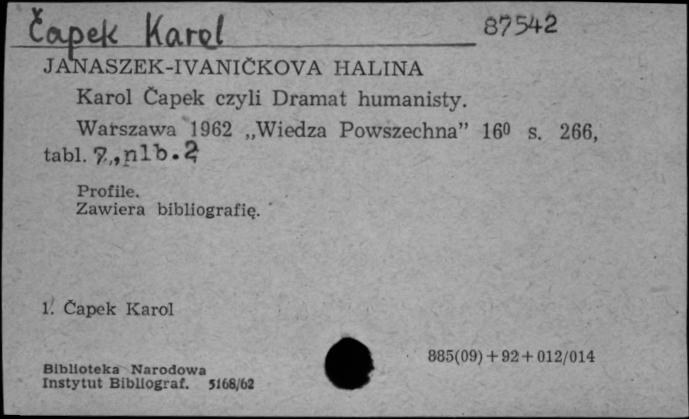 Čapek Karol
87542
JANASZEK-IVANIČKOVA HALINA
Karol Čapek czyli Dramat humanisty.
Warszawa 1962 „Wiedza Powszechna” 16⁰ s. 266,
tabl. 7, nlb. 2
Profile.
Zawiera bibliografię.
1. Čapek Karol
885(09)+92+012/014
Biblioteka Narodowa
Instytut Bibliograf. 5168/62